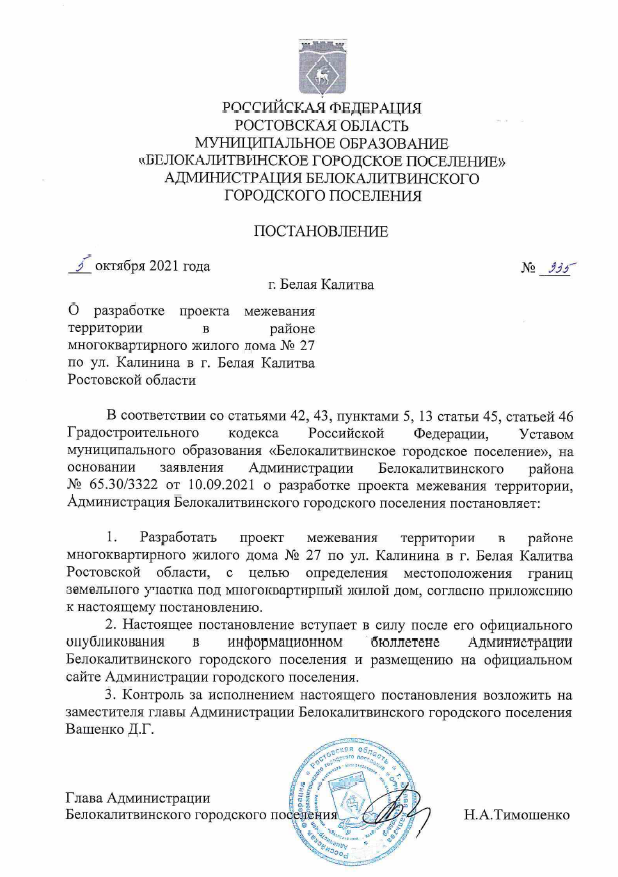 РОССИЙСКАЯ ФЕДЕРАЦИЯ
РОСТОВСКАЯ ОБЛАСТЬ
МУНИЦИПАЛЬНОЕ ОБРАЗОВАНИЕ
«БЕЛОКАЛИТВИНСКОЕ ГОРОДСКОЕ ПОСЕЛЕНИЕ»
АДМИНИСТРАЦИЯ БЕЛОКАЛИТВИНСКОГО
ГОРОДСКОГО ПОСЕЛЕНИЯ
ПОСТАНОВЛЕНИЕ
5 октября 2021 года № 335
г. Белая Калитва
О разработке проекта межевания
территории в районе
многоквартирного жилого дома № 27
по ул. Калинина в г. Белая Калитва
Ростовской области
В соответствии со статьями 42, 43, пунктами 5, 13 статьи 45, статьей 46
Градостроительного кодекса Российской Федерации, Уставом
муниципального образования «Белокалитвинское городское поселение», на
основании заявления Администрации Белокалитвинского района
№ 65.30/3322 от 10.09.2021 о разработке проекта межевания территории,
Администрация Белокалитвинского городского поселения постановляет:
1. Разработать проект межевания территории в районе
многоквартирного жилого дома № 27 по ул. Калинина в г. Белая Калитва
Ростовской области, с целью определения местоположения границ
земельного участка под многоквартирный жилой дом, согласно приложению
к настоящему постановлению.
2. Настоящее постановление вступает в силу после его официального
опубликования в информационном бюллетене Администрации
Белокалитвинского городского поселения и размещению на официальном
сайте Администрации городского поселения.
3. Контроль за исполнением настоящего постановления возложить на
заместителя главы Администрации Белокалитвинского городского поселения
Ващенко Д.Г.
Глава Администрации
Белокалитвинского городского поселения Н.А.Тимошенко